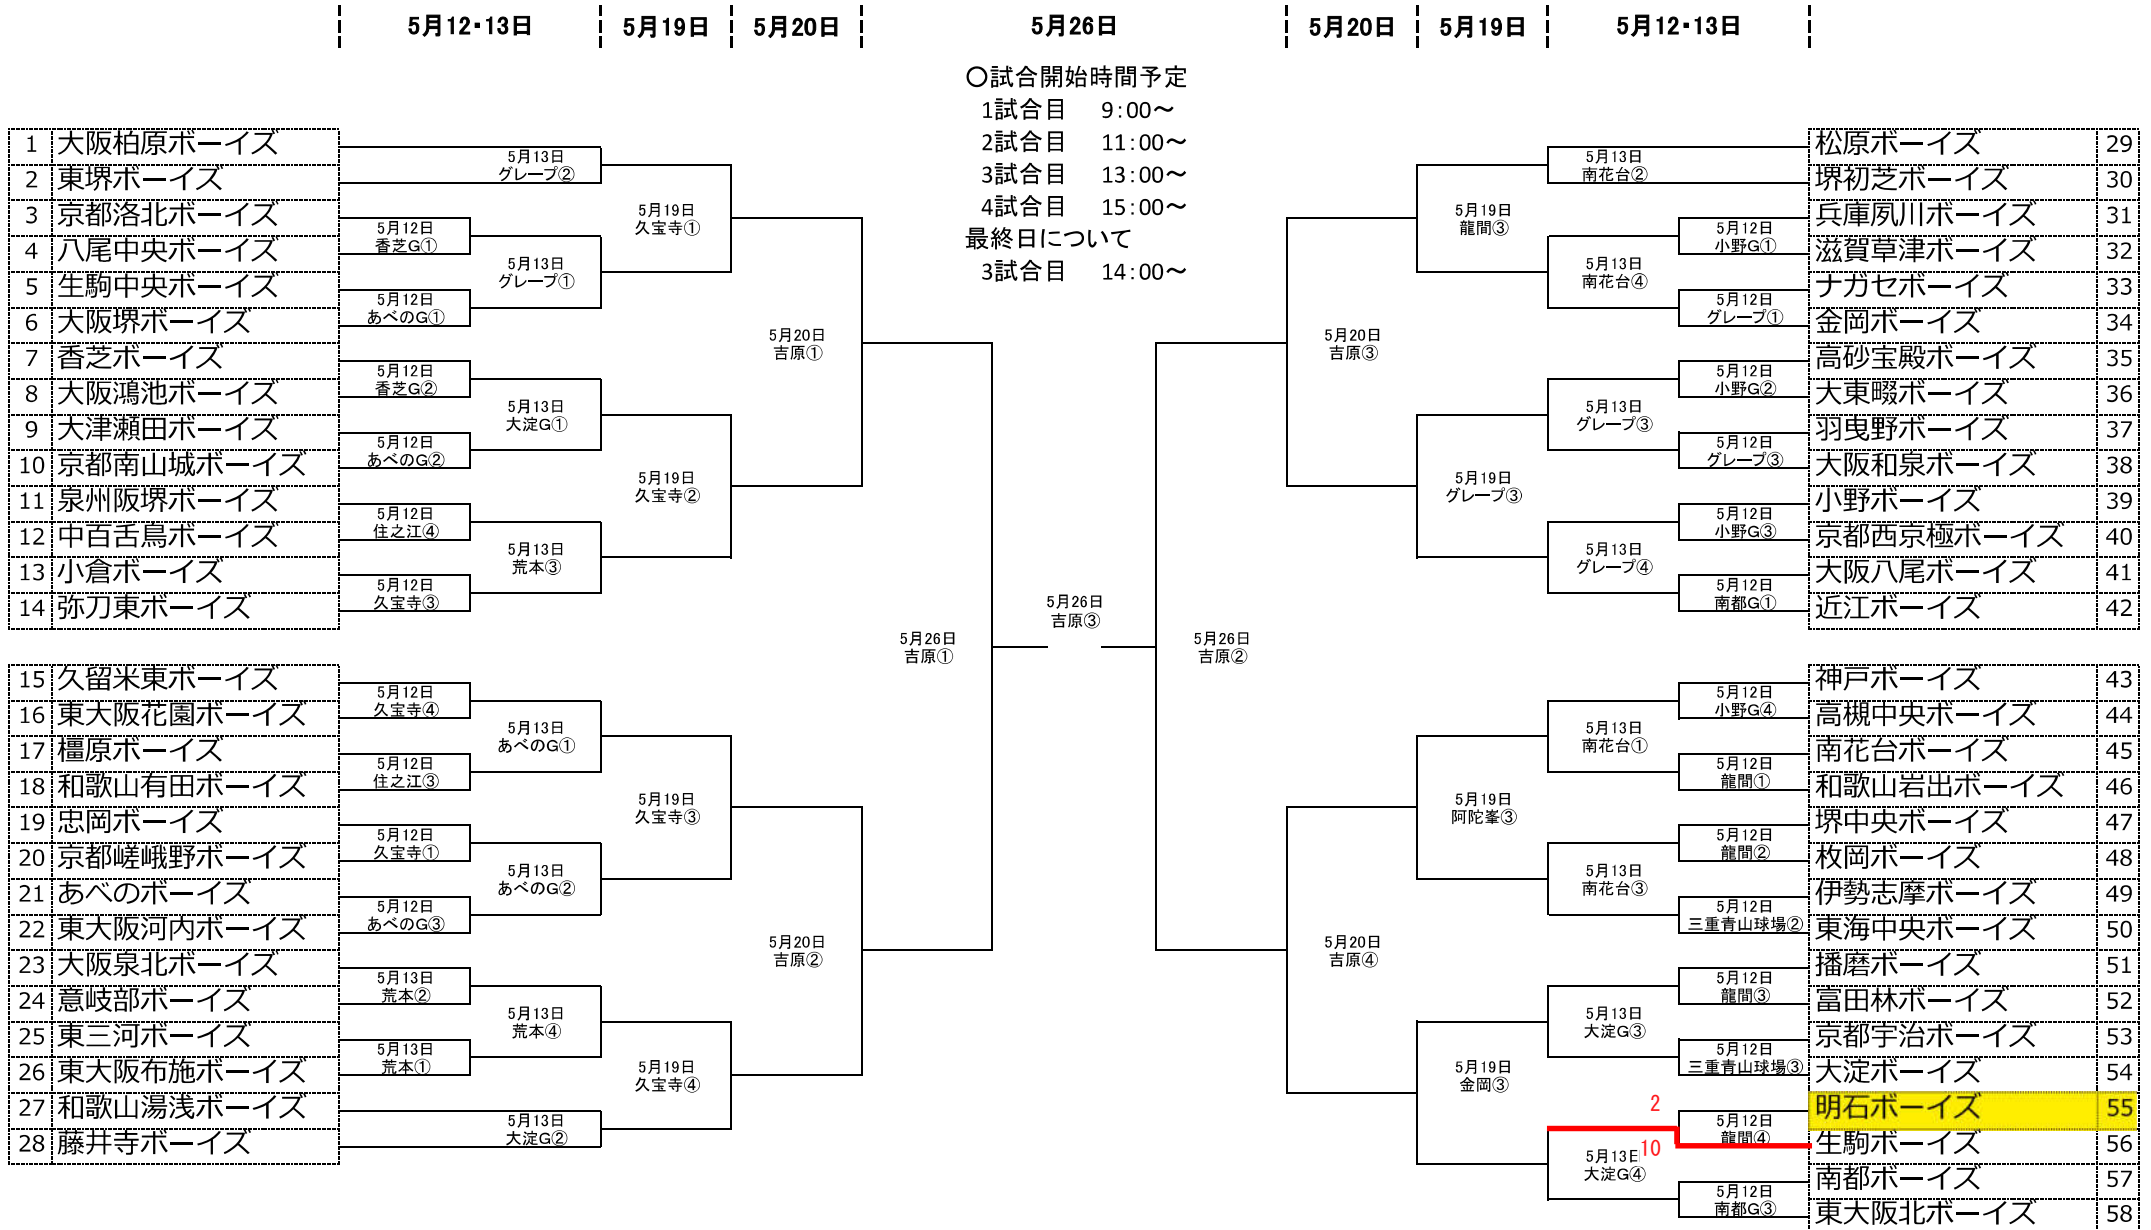 5月12・13日 5月19日 5月20日 5月26日 5月20日 5月19日 5月12・13日
〇試合開始時間予定
1試合目 9:00～
2試合目 11:00～
3試合目 13:00～
4試合目 15:00～
最終日について
3試合目 14:00～
1 大阪柏原ボーイズ
2 東堺ボーイズ
3 京都洛北ボーイズ
4 八尾中央ボーイズ
5 生駒中央ボーイズ
6 大阪堺ボーイズ
7 香芝ボーイズ
8 大阪鴻池ボーイズ
9 大津瀬田ボーイズ
10 京都南山城ボーイズ
11 泉州阪堺ボーイズ
12 中百舌鳥ボーイズ
13 小倉ボーイズ
14 弥刀東ボーイズ
15 久留米東ボーイズ
16 東大阪花園ボーイズ
17 橿原ボーイズ
18 和歌山有田ボーイズ
19 忠岡ボーイズ
20 京都嵯峨野ボーイズ
21 あべのボーイズ
22 東大阪河内ボーイズ
23 大阪泉北ボーイズ
24 意岐部ボーイズ
25 東三河ボーイズ
26 東大阪布施ボーイズ
27 和歌山湯浅ボーイズ
28 藤井寺ボーイズ
5月12日
香芝G①
5月12日
あべのG①
5月12日
香芝G②
5月12日
あべのG②
5月12日
住之江④
5月12日
久宝寺③
5月12日
久宝寺④
5月12日
住之江③
5月12日
久宝寺①
5月12日
あべのG③
5月13日
荒本②
5月13日
荒本①
5月13日
グレープ②
5月13日
グレープ①
5月13日
大淀G①
5月13日
荒本③
5月13日
あべのG①
5月13日
あべのG②
5月13日
荒本④
5月13日
大淀G②
5月19日
久宝寺①
5月19日
久宝寺②
5月19日
久宝寺③
5月19日
久宝寺④
5月20日
吉原①
5月20日
吉原②
5月26日
吉原①
5月26日
吉原③
5月26日
吉原②
5月20日
吉原③
5月20日
吉原④
5月19日
龍間③
5月19日
グレープ③
5月19日
阿陀峯③
5月19日
金岡③
5月13日
南花台②
5月13日
南花台④
5月13日
グレープ③
5月13日
グレープ④
5月13日
南花台①
5月13日
南花台③
5月13日
大淀G③
2
10
5月13日
大淀G④
5月12日
小野G①
5月12日
グレープ①
5月12日
小野G②
5月12日
グレープ③
5月12日
小野G③
5月12日
南都G①
5月12日
小野G④
5月12日
龍間①
5月12日
龍間②
5月12日
三重青山球場②
5月12日
龍間③
5月12日
三重青山球場③
5月12日
龍間④
5月12日
南都G③
松原ボーイズ 29
堺初芝ボーイズ 30
兵庫夙川ボーイズ 31
滋賀草津ボーイズ 32
ナガセボーイズ 33
金岡ボーイズ 34
高砂宝殿ボーイズ 35
大東畷ボーイズ 36
羽曳野ボーイズ 37
大阪和泉ボーイズ 38
小野ボーイズ 39
京都西京極ボーイズ 40
大阪八尾ボーイズ 41
近江ボーイズ 42
神戸ボーイズ 43
高槻中央ボーイズ 44
南花台ボーイズ 45
和歌山岩出ボーイズ 46
堺中央ボーイズ 47
枚岡ボーイズ 48
伊勢志摩ボーイズ 49
東海中央ボーイズ 50
播磨ボーイズ 51
富田林ボーイズ 52
京都宇治ボーイズ 53
大淀ボーイズ 54
明石ボーイズ 55
生駒ボーイズ 56
南都ボーイズ 57
東大阪北ボーイズ 58